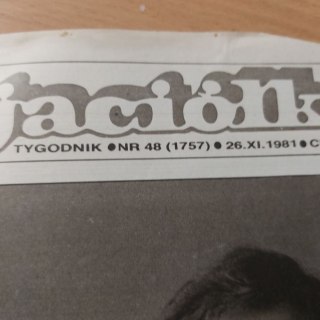 jaciółk
TYGODNIK ● NR 48 (1757) ● 26.XI.1981 ● C